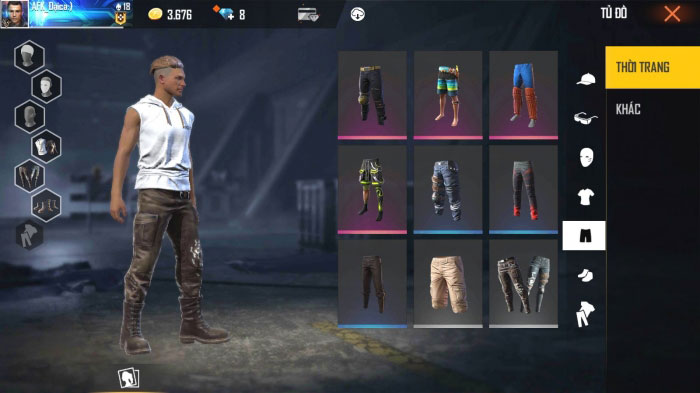 AFK_Daica:)
18
3.676
8
TỦ ĐỒ
THỜI TRANG
KHÁC